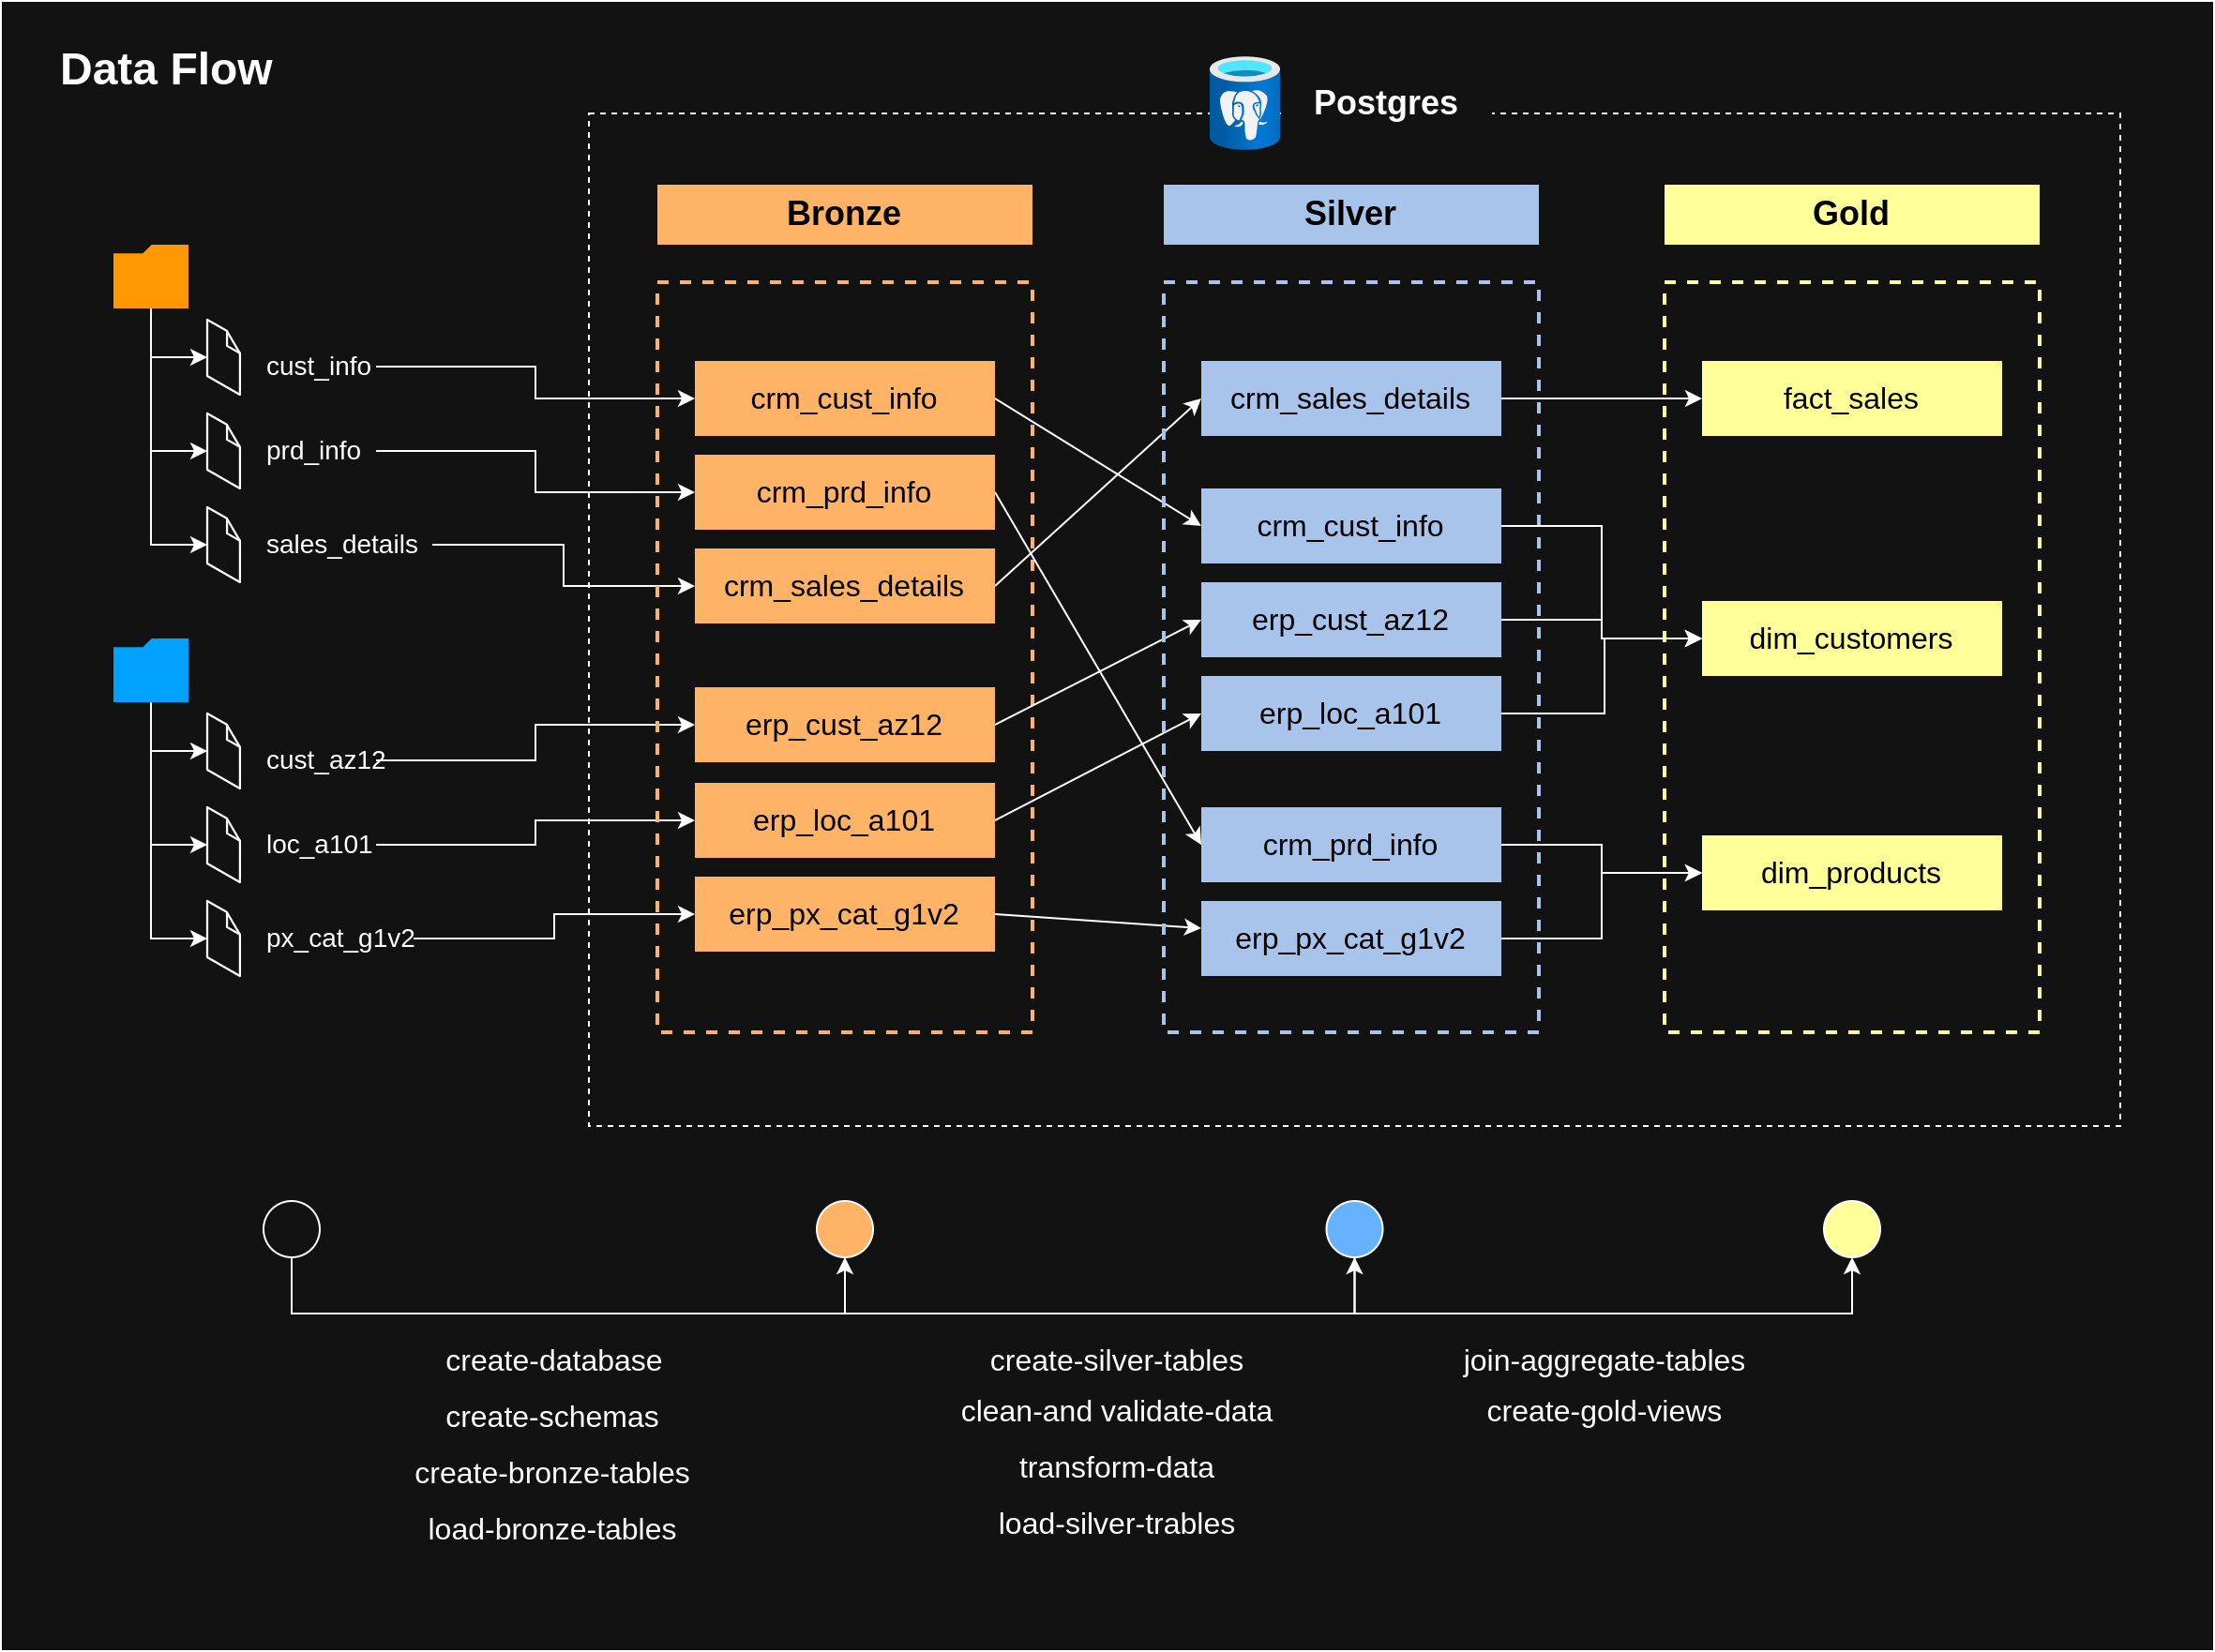 Data Flow
Postgres
Bronze
Silver
Gold
cust_info
prd_info
sales_details
cust_az12
loc_a101
px_cat_g1v2
crm_cust_info
crm_prd_info
crm_sales_details
erp_cust_az12
erp_loc_a101
erp_px_cat_g1v2
crm_sales_details
crm_cust_info
erp_cust_az12
erp_loc_a101
crm_prd_info
erp_px_cat_g1v2
fact_sales
dim_customers
dim_products
create-database
create-schemas
create-bronze-tables
load-bronze-tables
create-silver-tables
clean-and validate-data
transform-data
load-silver-trables
join-aggregate-tables
create-gold-views